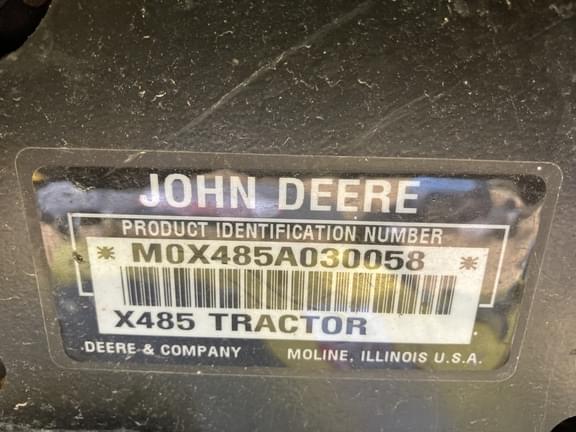 JOHN DEERE
PRODUCT IDENTIFICATION NUMBER
* M0X485A030058 *
X485 TRACTOR
DEERE & COMPANY MOLINE, ILLINOIS U.S.A.